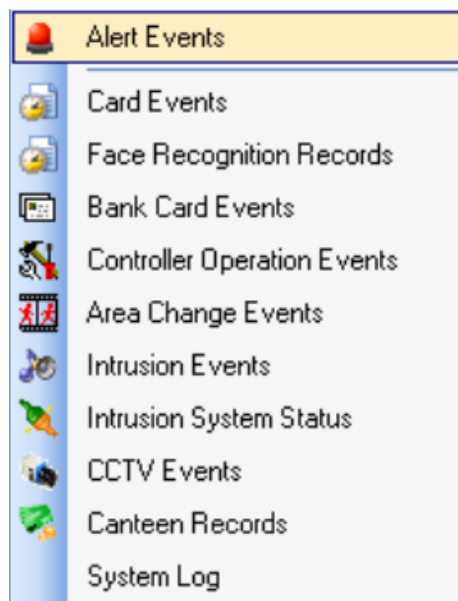 Alert Events
Card Events
Face Recognition Records
Bank Card Events
Controller Operation Events
Area Change Events
Intrusion Events
Intrusion System Status
CCTV Events
Canteen Records
System Log